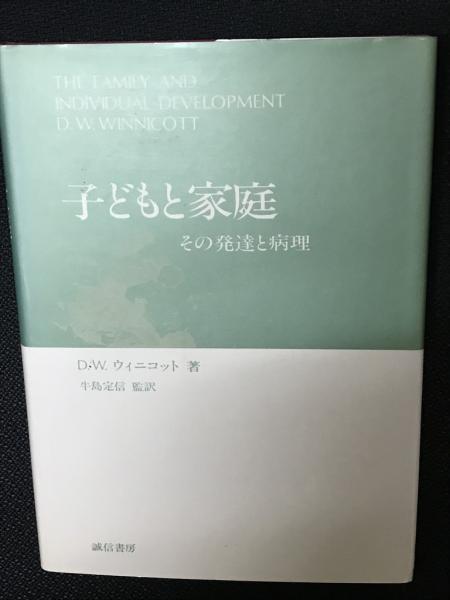 THE FAMILY AND
INDIVIDUAL DEVELOPMENT
D. W. WINNICOTT
子どもと家庭
その発達と病理
D.W. ウィニコット 著
牛島定信 監訳
誠信書房